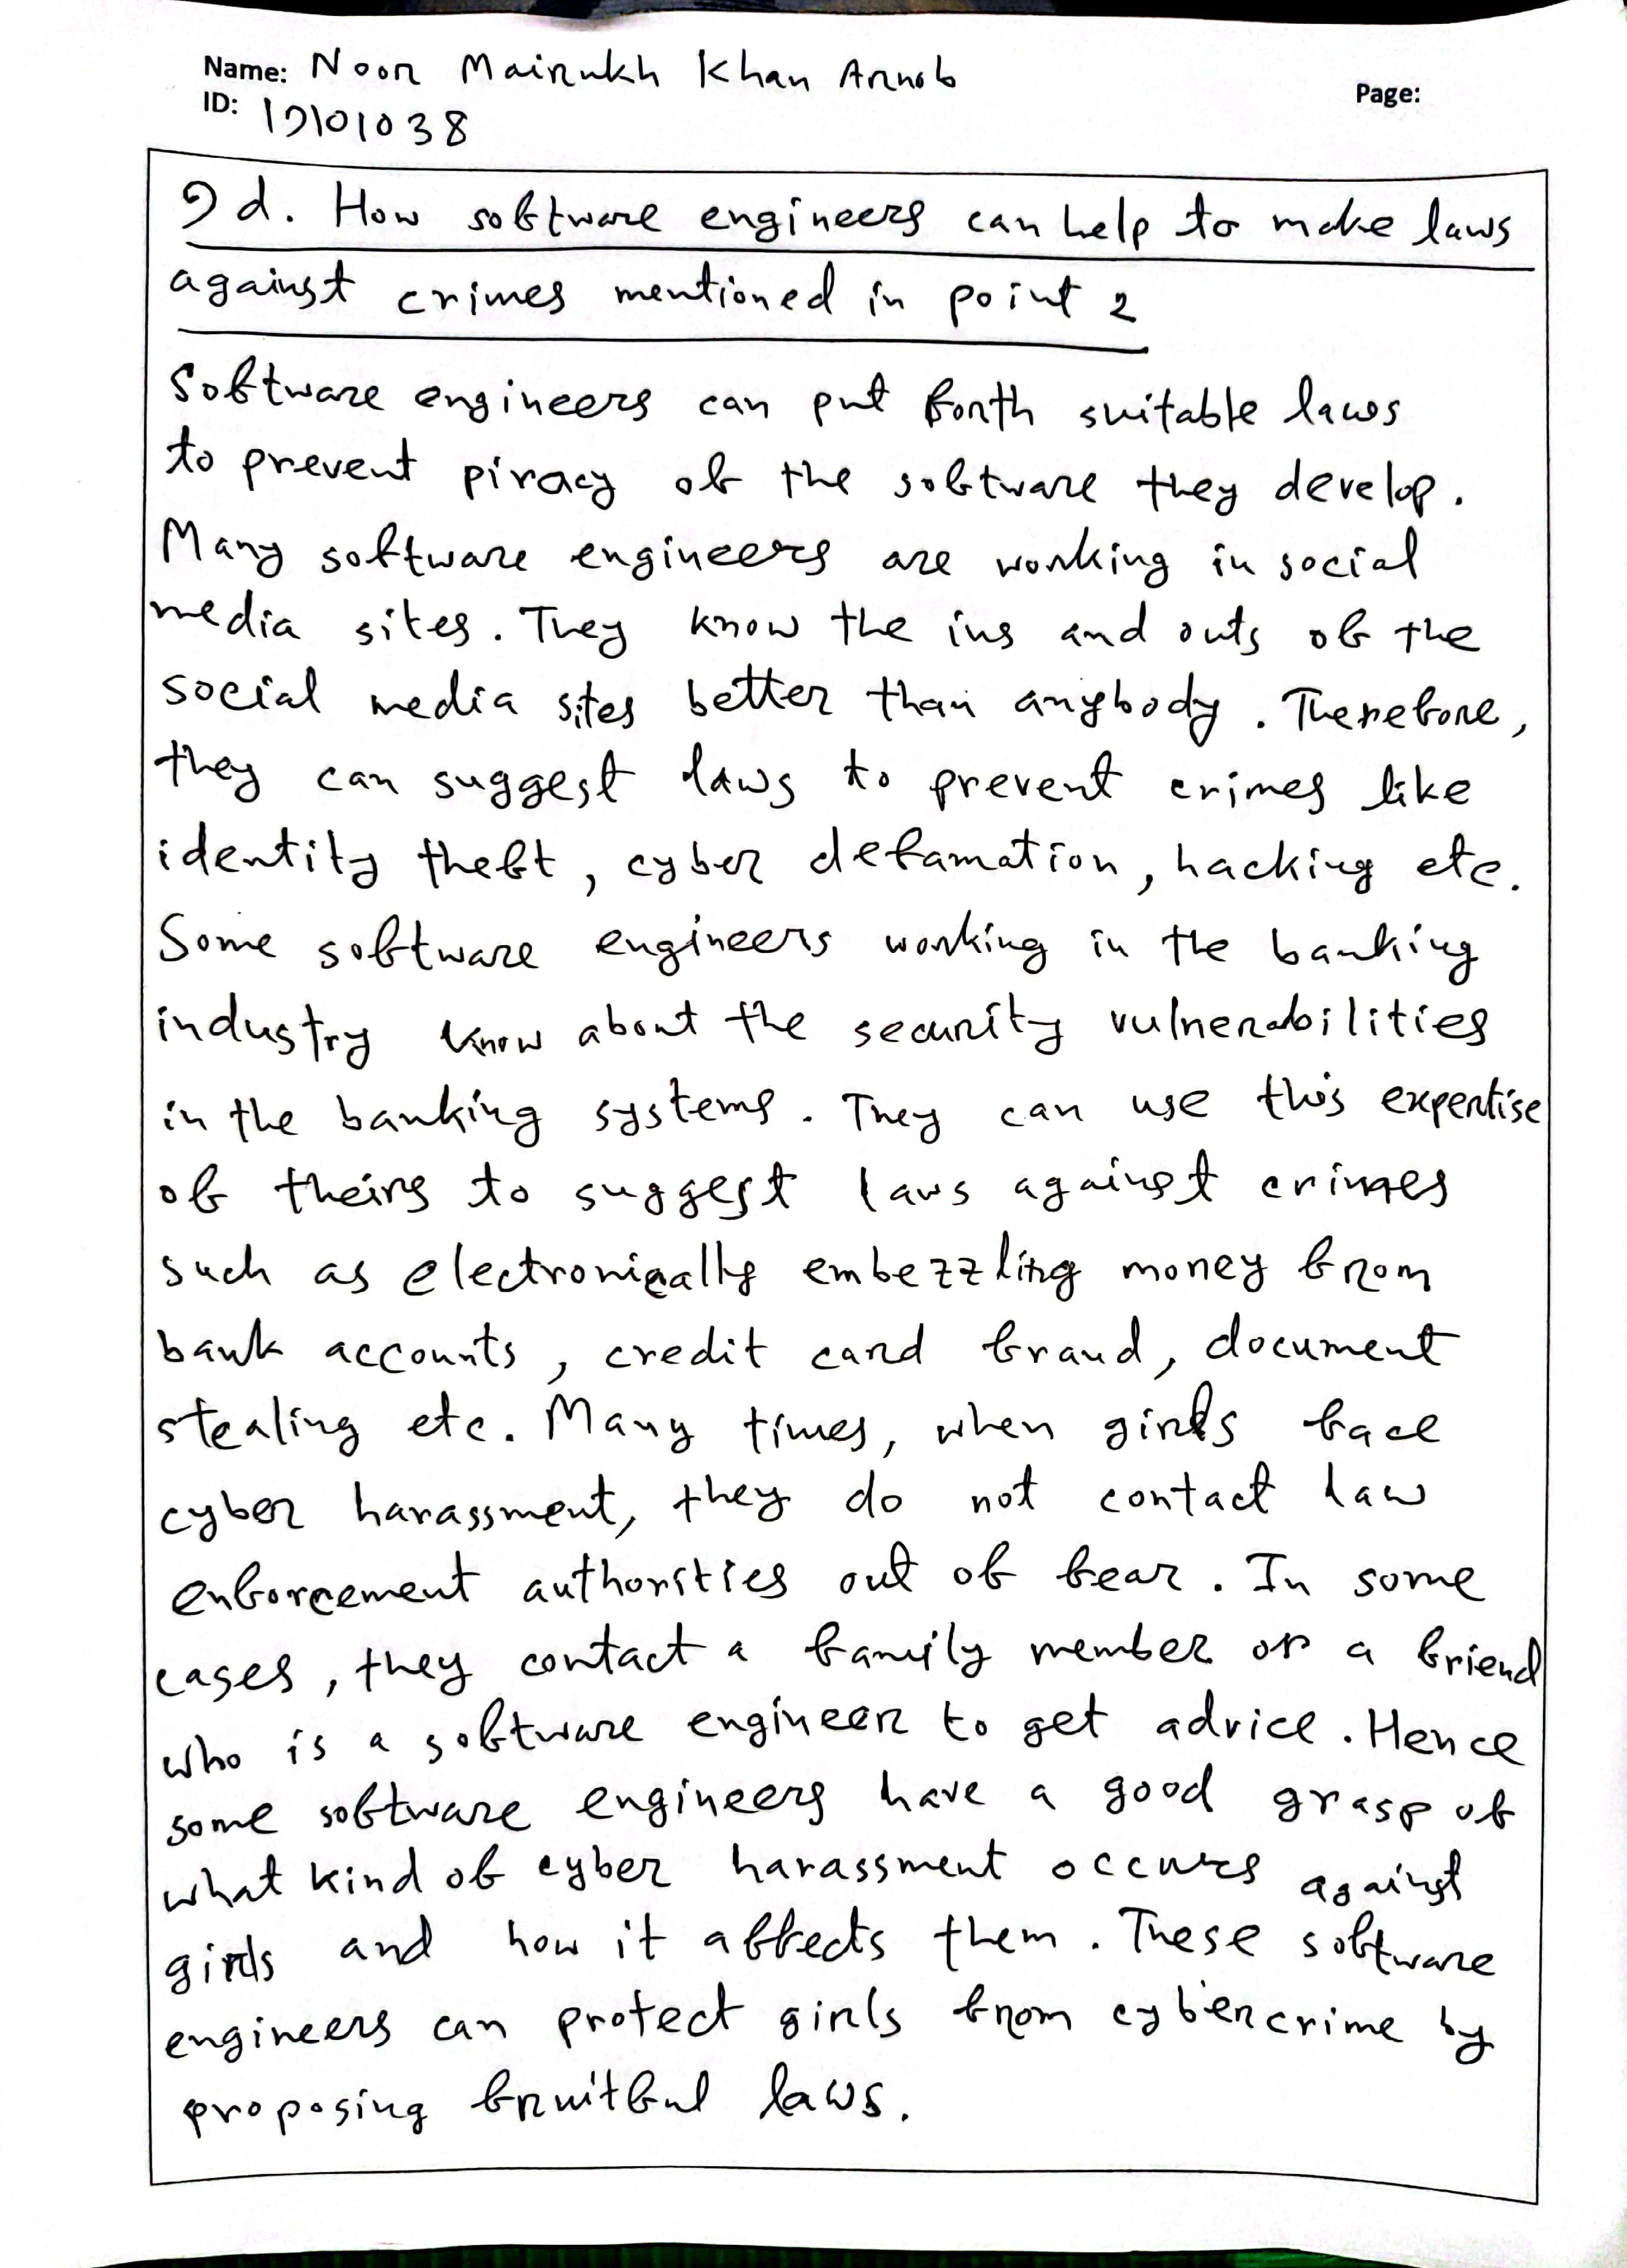 Name: Noor Mairukh Khan Arnob
Page:
ID: 19101038
9 d. How software engineers can help to make laws
against crimes mentioned in point 2
Software engineers can put forth suitable laws
to prevent piracy of the software they develop.
Many software engineers are working in social
media sites. They know the ins and outs of the
social media sites better than anybody. Therefore,
they can suggest laws to prevent crimes like
identity theft, cyber defamation, hacking etc.
Some software engineers working in the banking
industry know about the security vulnerabilities
in the banking systems. They can use this expertise
of theirs to suggest laws against crimes
such as electronically embezzling money from
bank accounts, credit card fraud, document
stealing etc. Many times, when girls face
cyber harassment, they do not contact law
enforcement authorities out of fear. In some
cases, they contact a family member or a friend
who is a software engineer to get advice. Hence
some software engineers have a good grasp of
what kind of cyber harassment occurs against
girls and how it affects them. These software
engineers can protect girls from cybercrime by
proposing fruitful laws.